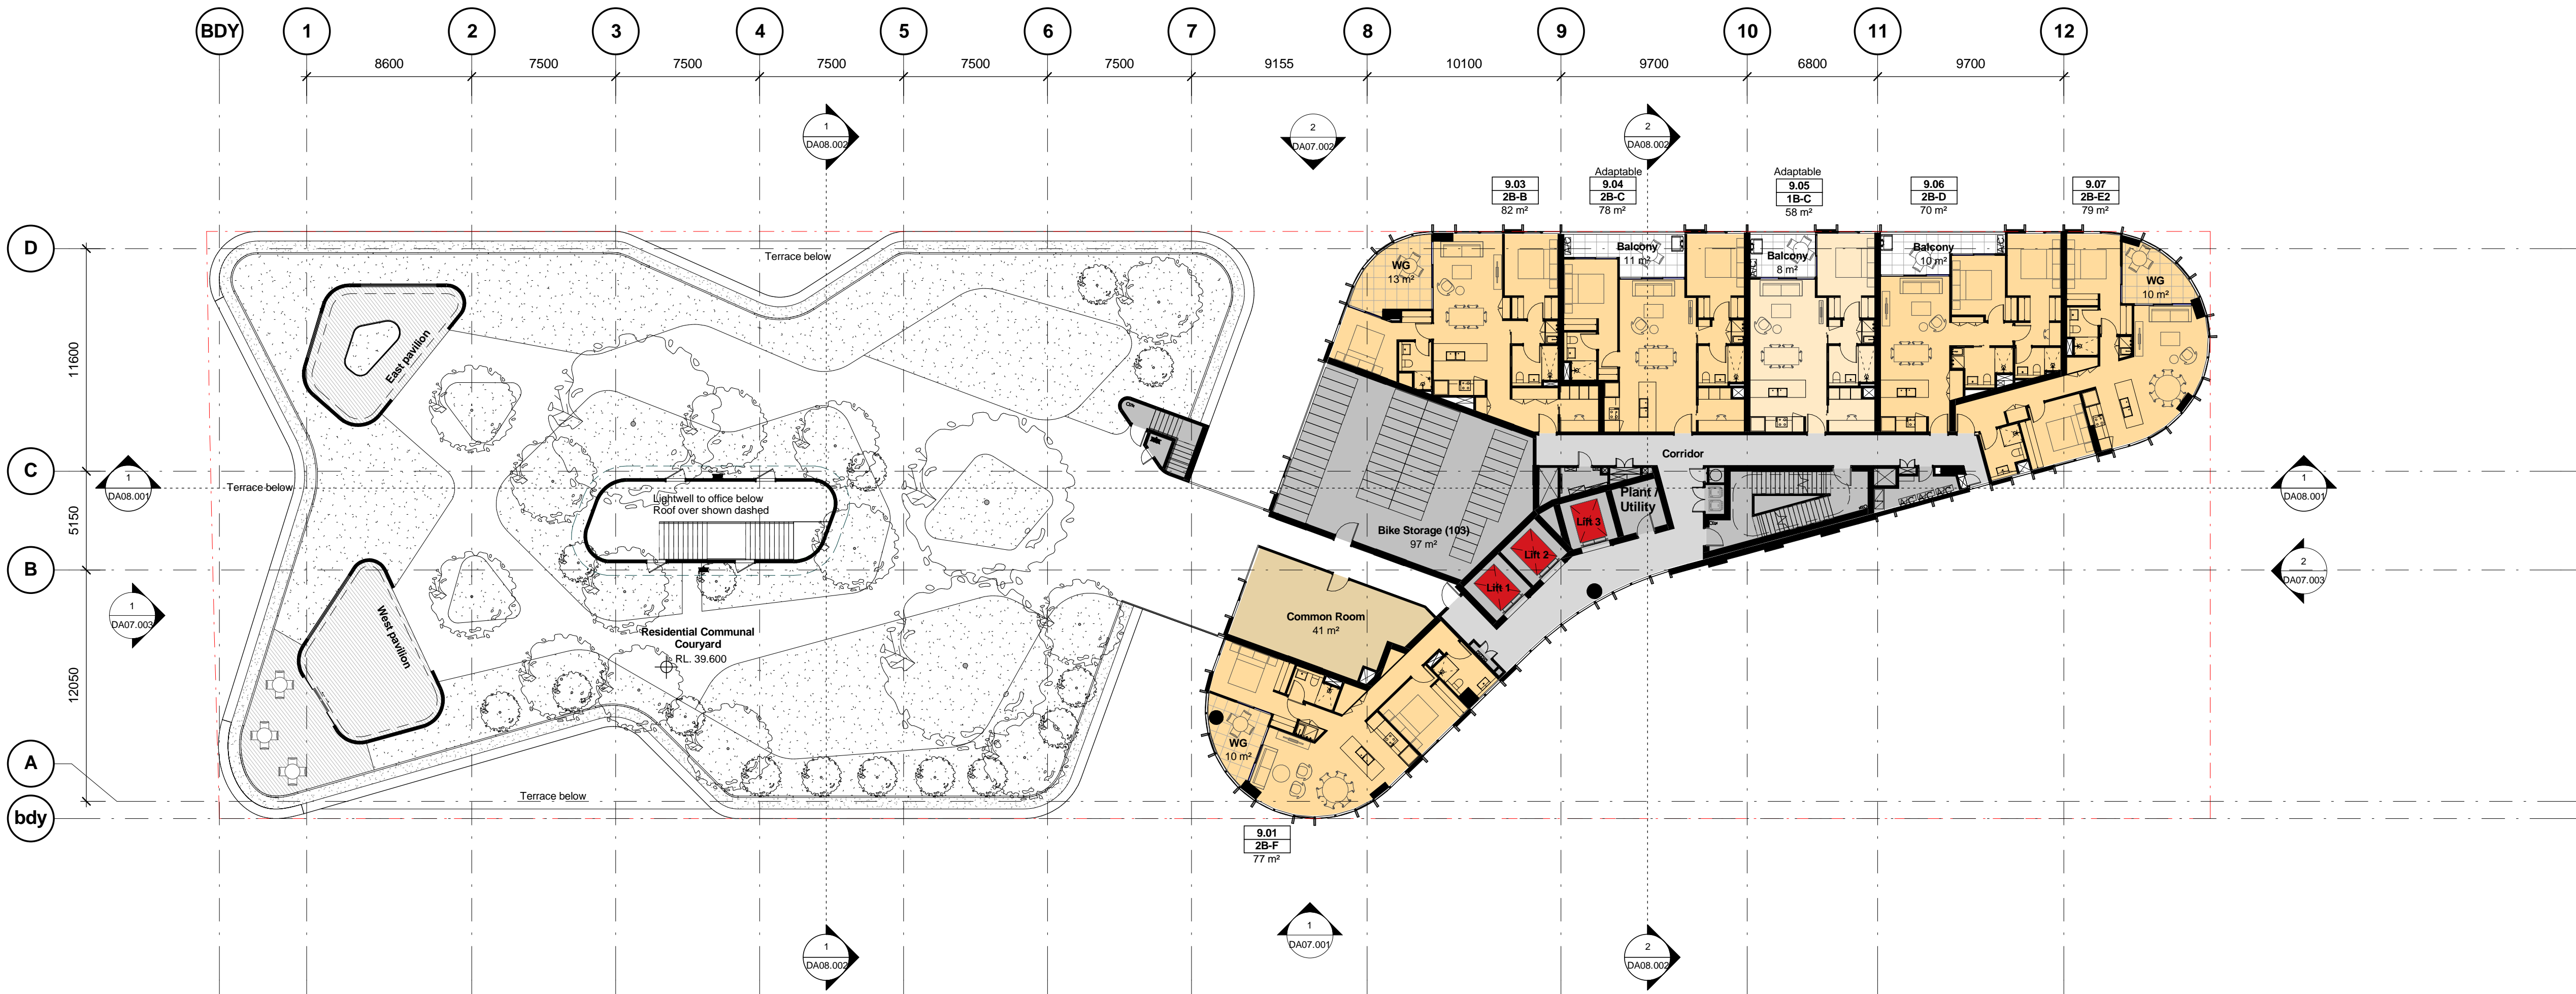 BDY 1 2 3 4 5 6 7 8 9 10 11 12
8600 7500 7500 7500 7500 7500 9155 10100 9700 6800 9700
1
DA08.002
2
DA07.002
2
DA08.002
9.03
2B-B
82 m²
Adaptable
9.04
2B-C
78 m²
Adaptable
9.05
1B-C
58 m²
9.06
2B-D
70 m²
9.07
2B-E2
79 m²
D
Terrace below
WG
13 m²
Balcony
11 m²
Balcony
8 m²
Balcony
10 m²
WG
10 m²
11600
East pavilion
C
Corridor
1
DA08.001
Terrace below
Lightwell to office below
Roof over shown dashed
Plant /
Utility
AC AC AC
1
DA08.001
5150
Lift 3
Bike Storage (103)
97 m²
Lift 2
B
Lift 1
2
DA07.003
1
DA07.003
West pavilion
Common Room
41 m²
Residential Communal
Couryard
RL. 39.600
12050
WG
10 m²
A
Terrace below
bdy
9.01
2B-F
77 m²
1
DA07.001
1
DA08.002
2
DA08.002